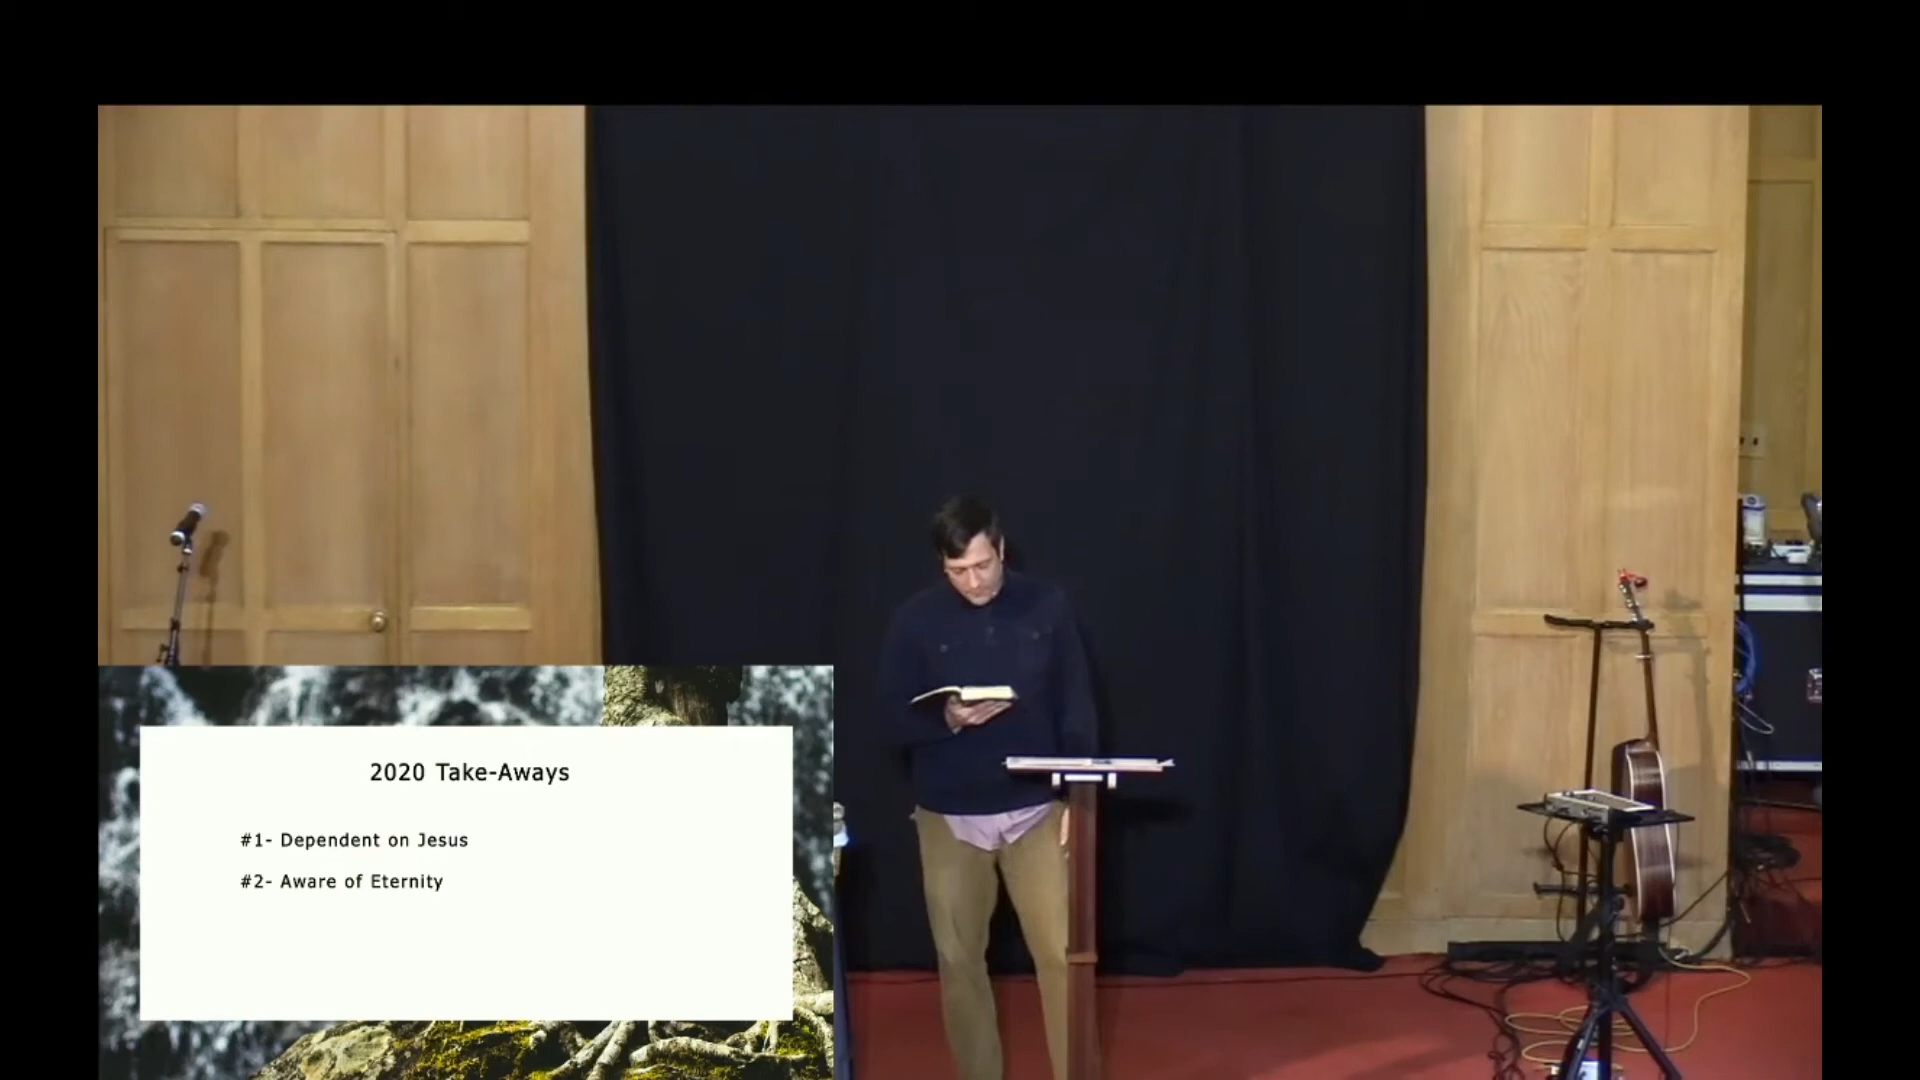 2020 Take-Aways
#1- Dependent on Jesus
#2- Aware of Eternity